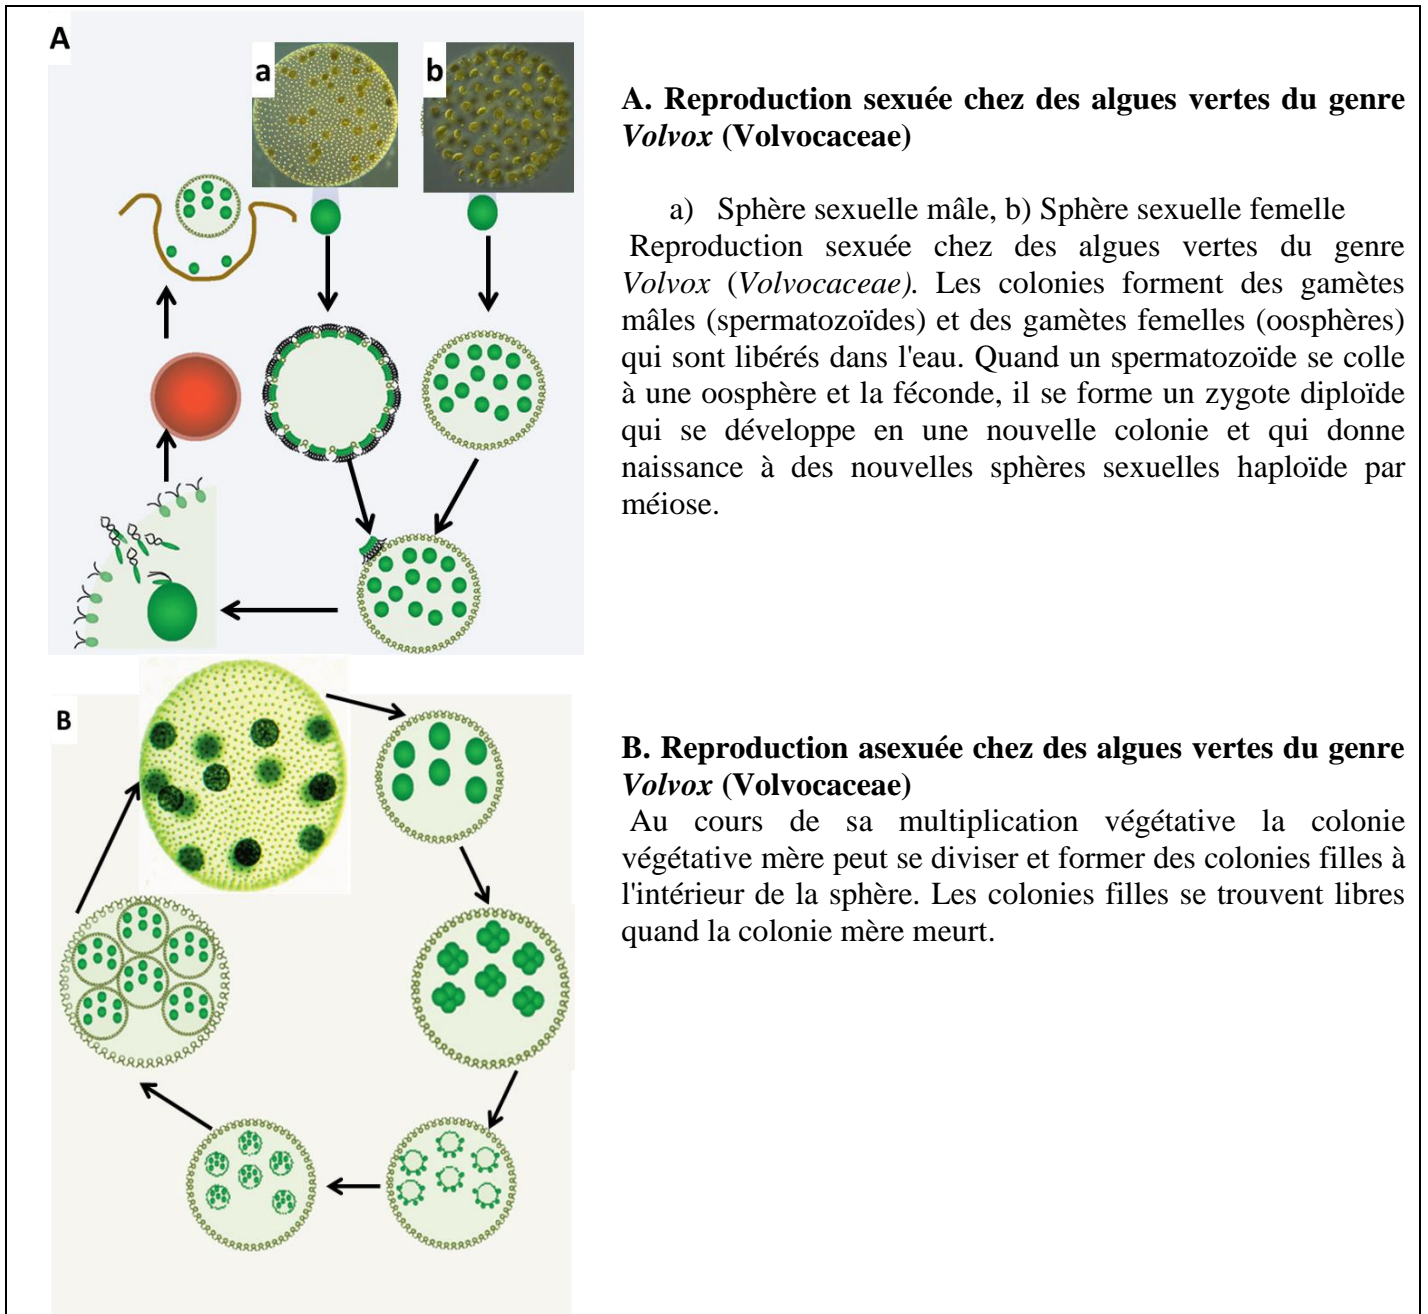 A
a
b
A. Reproduction sexuée chez des algues vertes du genre
Volvox (Volvocaceae)
a) Sphère sexuelle mâle, b) Sphère sexuelle femelle
Reproduction sexuée chez des algues vertes du genre
Volvox (Volvocaceae). Les colonies forment des gamètes
mâles (spermatozoïdes) et des gamètes femelles (oosphères)
qui sont libérés dans l'eau. Quand un spermatozoïde se colle
à une oosphère et la féconde, il se forme un zygote diploïde
qui se développe en une nouvelle colonie et qui donne
naissance à des nouvelles sphères sexuelles haploïde par
méiose.
B
B. Reproduction asexuée chez des algues vertes du genre
Volvox (Volvocaceae)
Au cours de sa multiplication végétative la colonie
végétative mère peut se diviser et former des colonies filles à
l'intérieur de la sphère. Les colonies filles se trouvent libres
quand la colonie mère meurt.